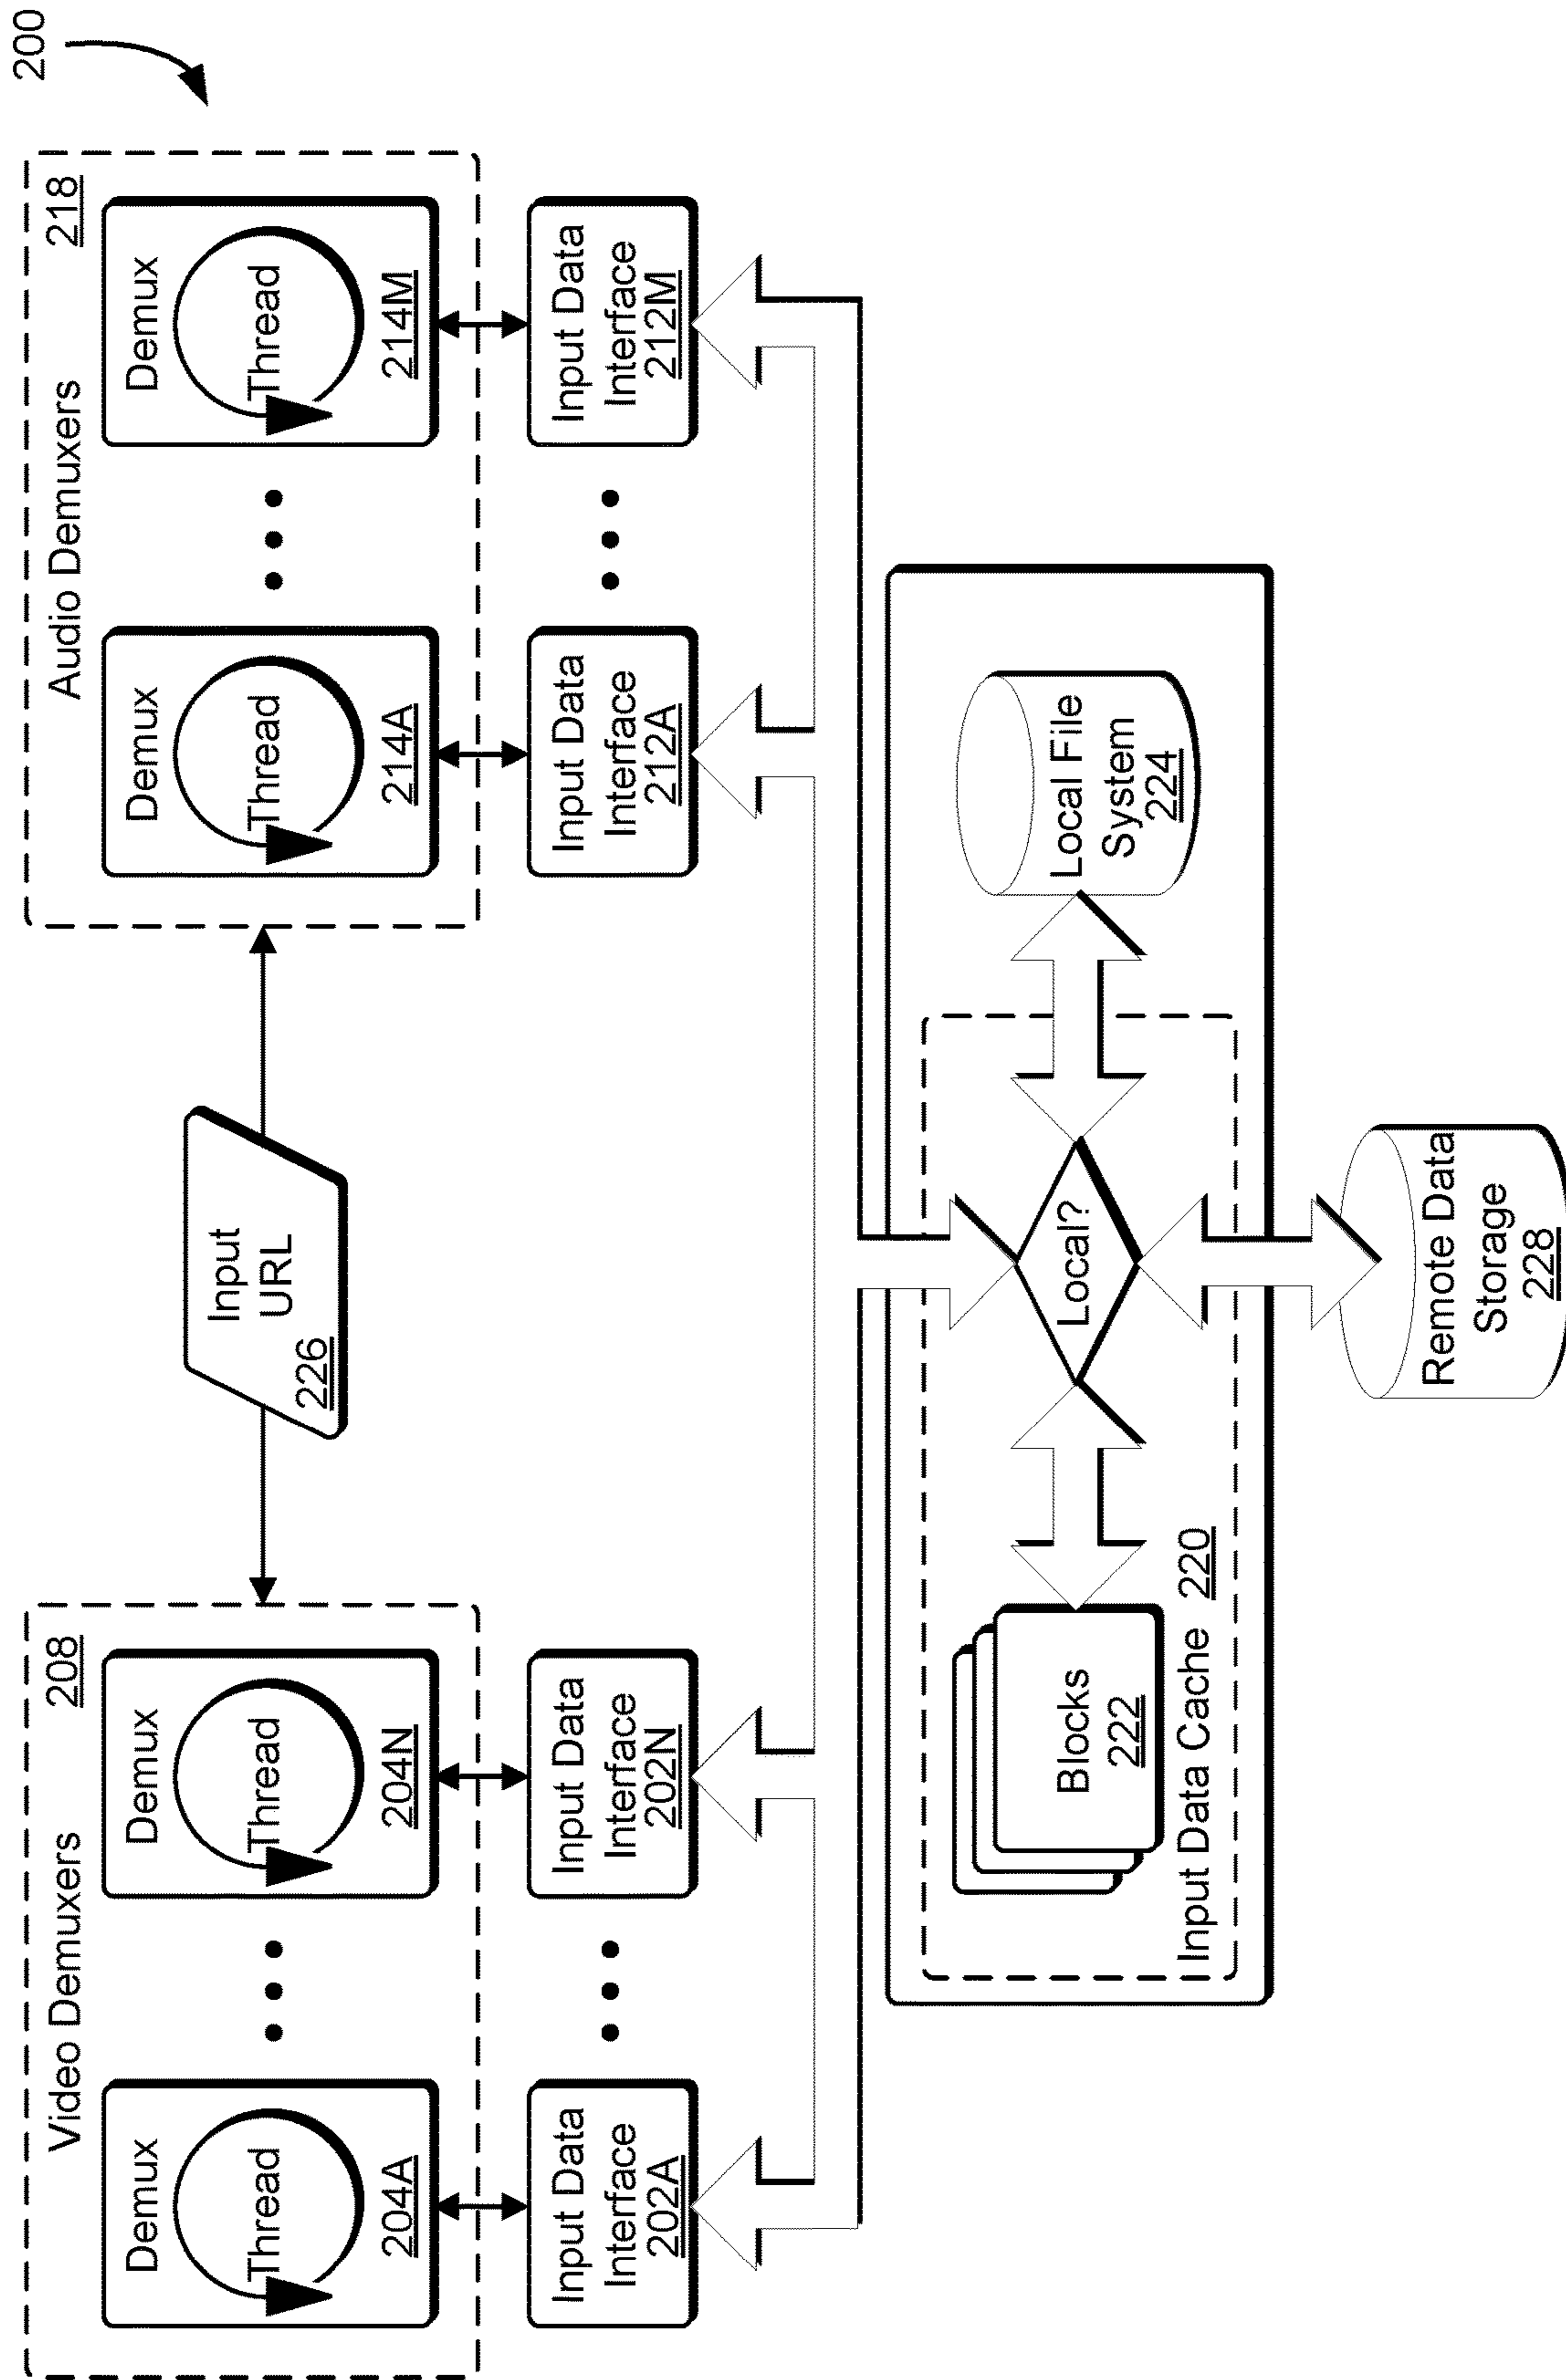 200
Video Demuxers 208
Demux
Thread
204A
Demux
Thread
204N
Input
URL
226
Audio Demuxers 218
Demux
Thread
214A
Demux
Thread
214M
Input Data
Interface
202A
Input Data
Interface
202N
Input Data
Interface
212A
Input Data
Interface
212M
Blocks
222
Local?
Local File
System
224
Input Data Cache 220
Remote Data
Storage
228